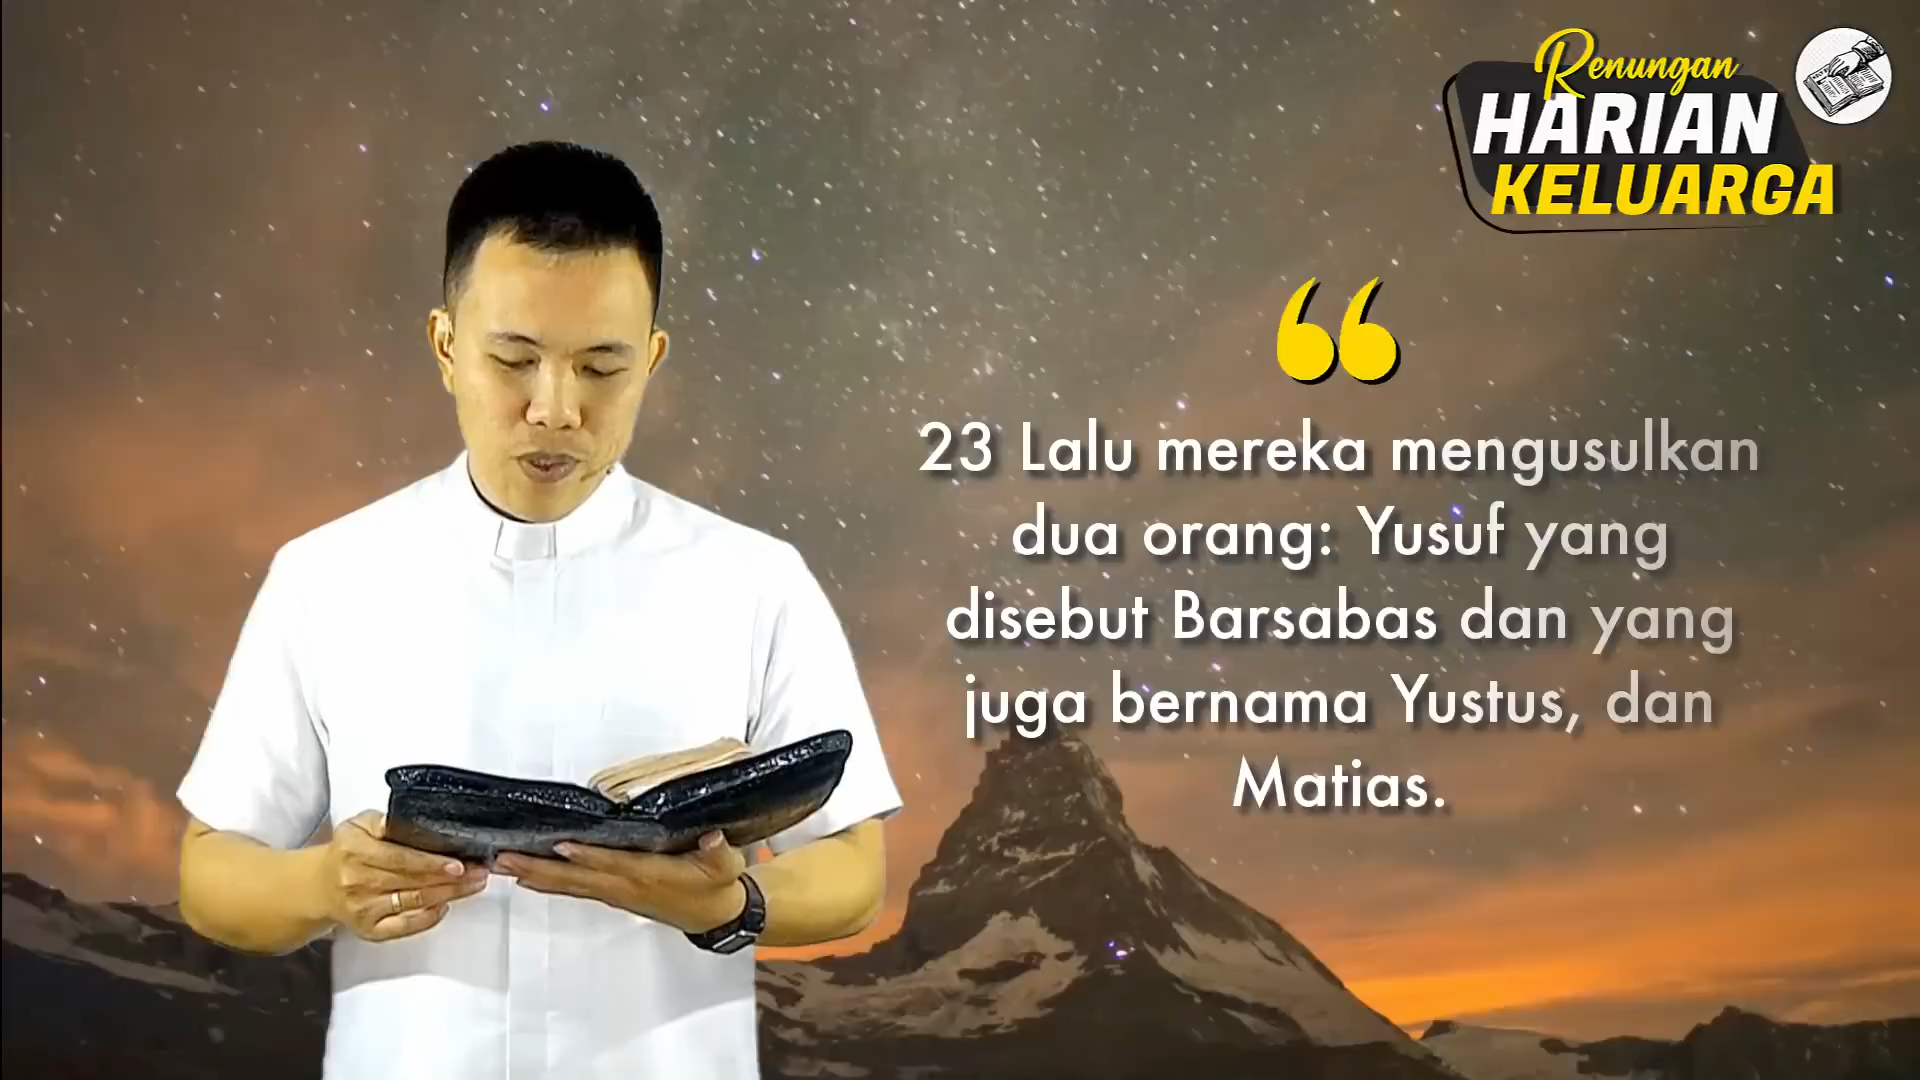 Renungan
HARIAN
KELUARGA
23 Lalu mereka mengusulkan
dua orang: Yusuf yang
disebut Barsabas dan yang
juga bernama Yustus, dan
Matias.